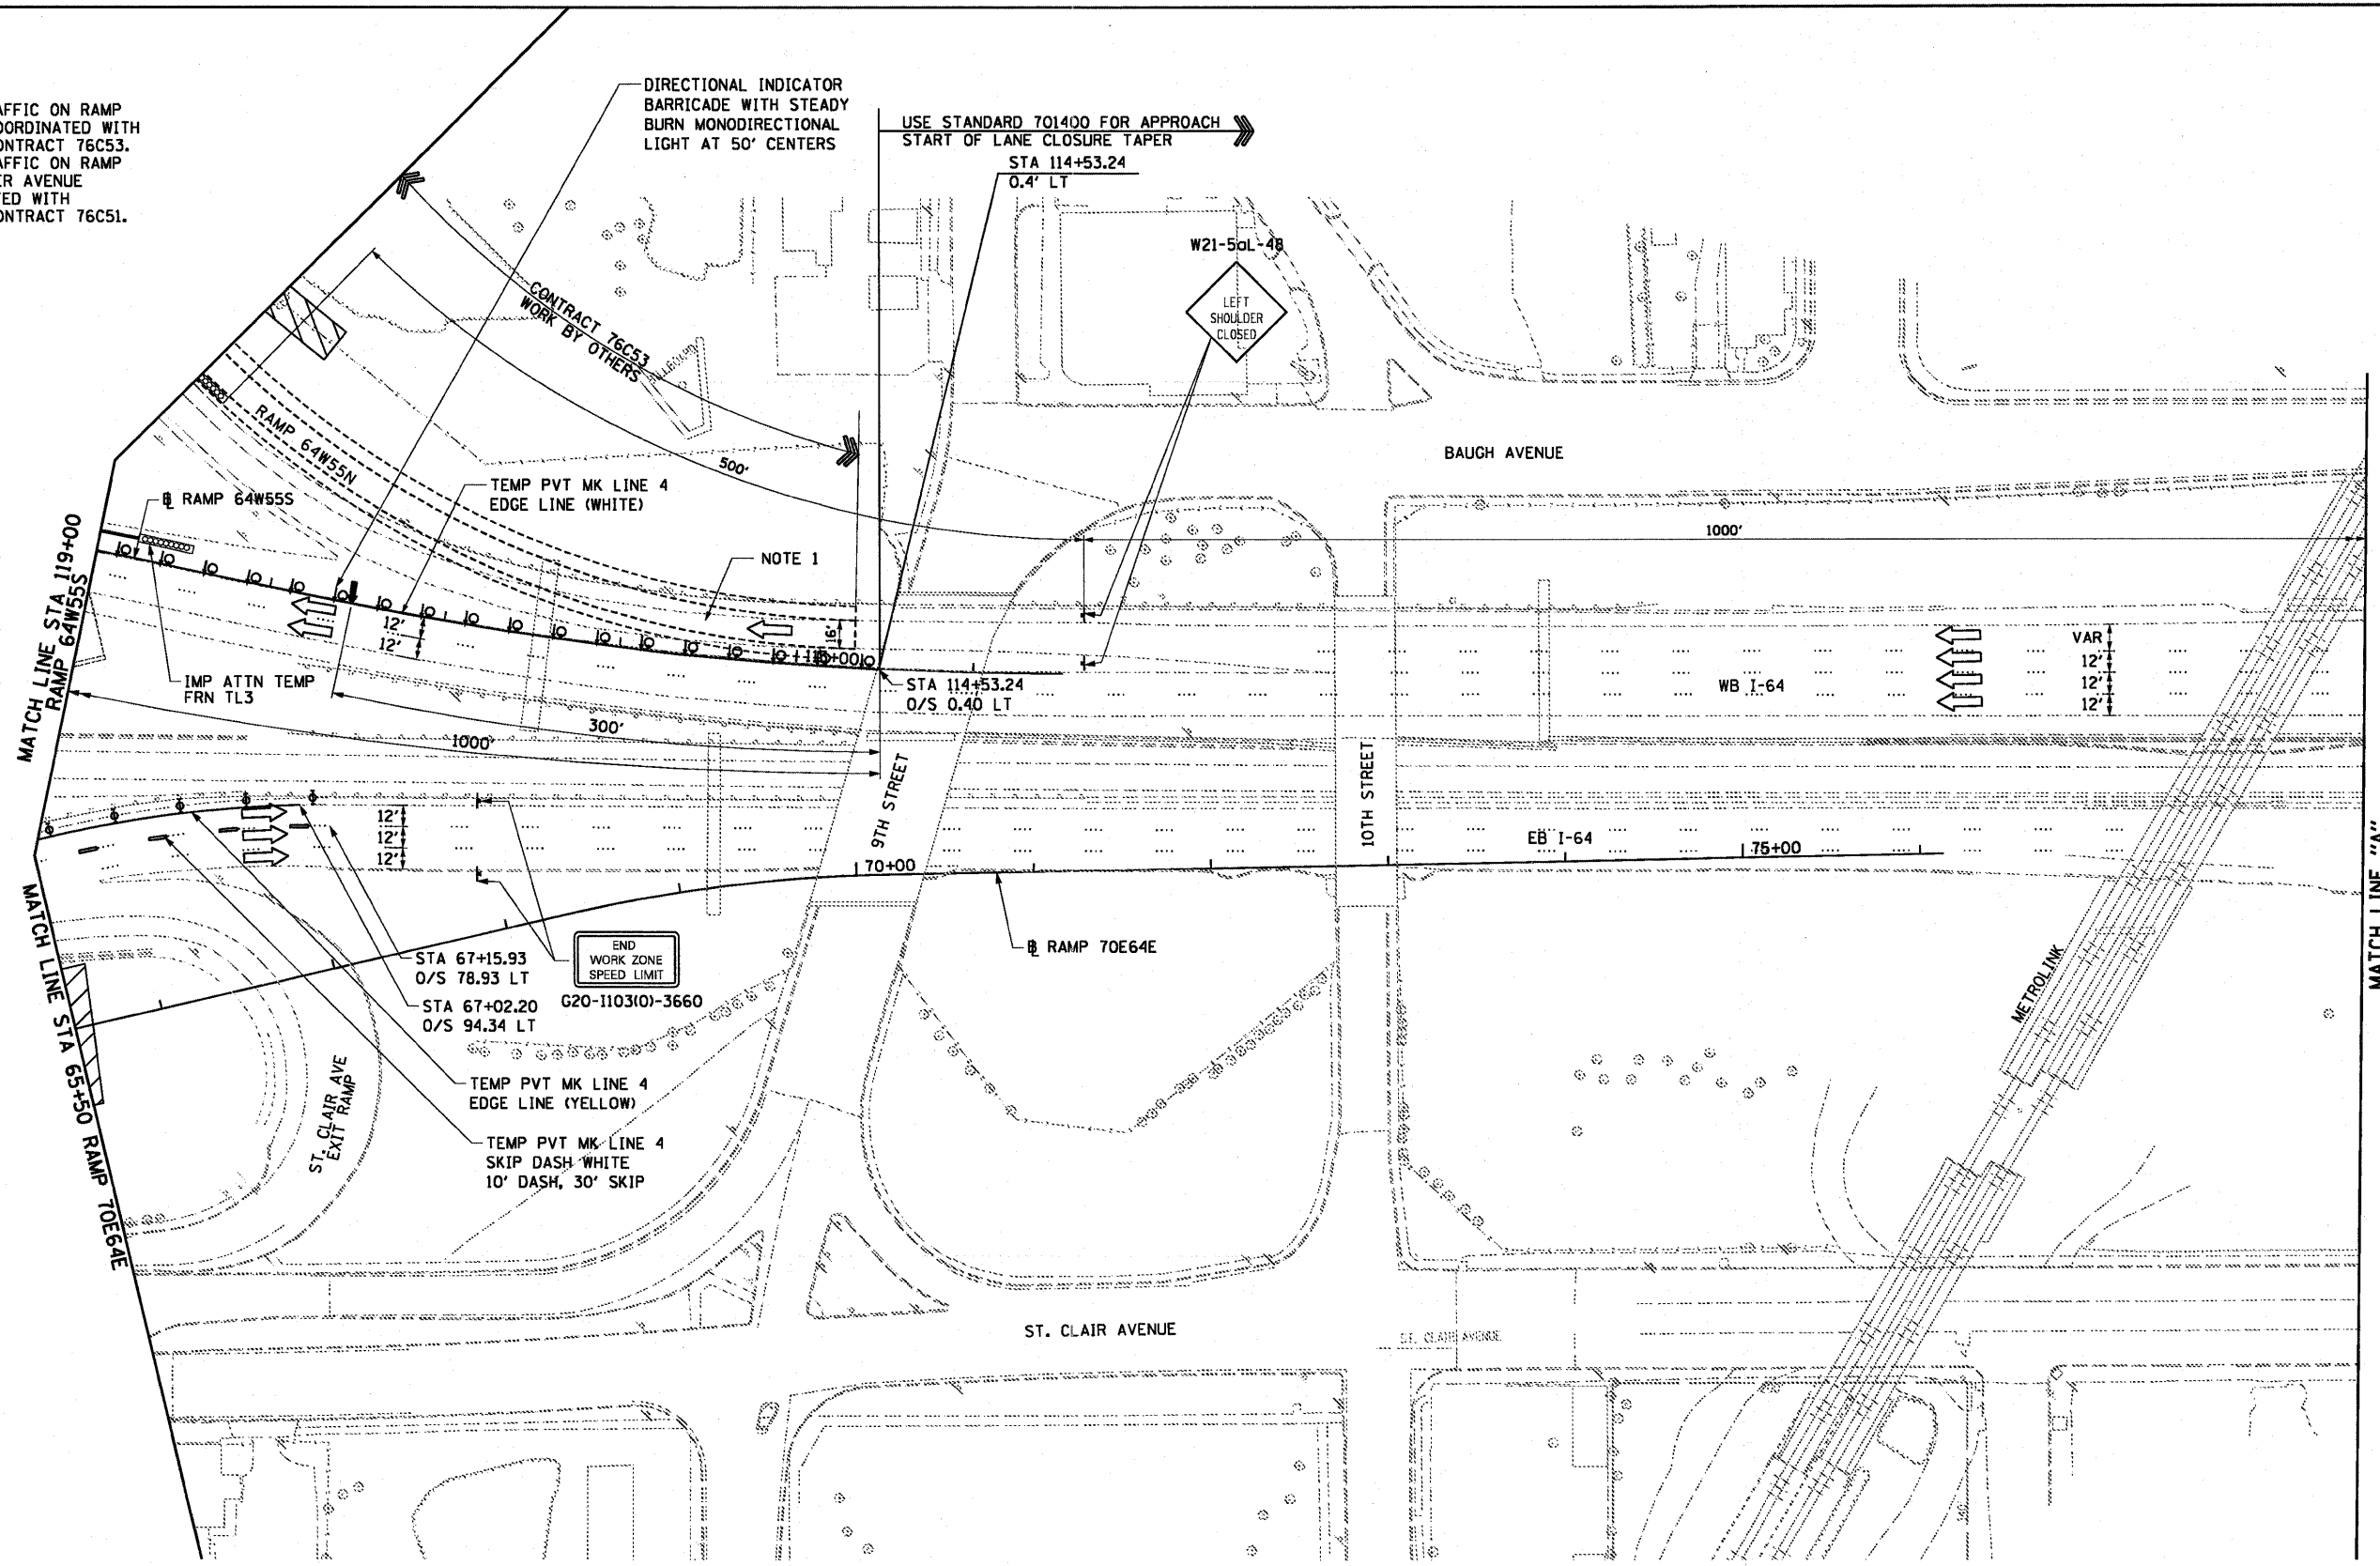 AFFIC ON RAMP
OORDINATED WITH
ONTRACT 76C53.
AFFIC ON RAMP
ER AVENUE
TED WITH
ONTRACT 76C51.
DIRECTIONAL INDICATOR
BARRICADE WITH STEADY
BURN MONODIRECTIONAL
LIGHT AT 50' CENTERS
USE STANDARD 701400 FOR APPROACH
START OF LANE CLOSURE TAPER
STA 114+53.24
0.4' LT
W21-5aL-48
LEFT
SHOULDER
CLOSED
CONTRACT 76C53
WORK BY OTHERS
BILLBOARD
500'
RAMP 64W55N
BAUGH AVENUE
TEMP PVT MK LINE 4
EDGE LINE (WHITE)
℄ RAMP 64W55S
NOTE 1
1000'
MATCH LINE STA 119+00
RAMP 64W55S
12'
12'
16'
IMP ATTN TEMP
FRN TL3
STA 114+53.24
O/S 0.40 LT
WB I-64
VAR
12'
12'
12'
300'
1000'
9TH STREET
10TH STREET
12'
12'
12'
70+00
EB I-64
75+00
℄ RAMP 70E64E
STA 67+15.93
O/S 78.93 LT
END
WORK ZONE
SPEED LIMIT
G20-I103(O)-3660
STA 67+02.20
O/S 94.34 LT
METROLINK
MATCH LINE "A"
MATCH LINE STA 65+50 RAMP 70E64E
ST. CLAIR AVE
EXIT RAMP
TEMP PVT MK LINE 4
EDGE LINE (YELLOW)
TEMP PVT MK LINE 4
SKIP DASH WHITE
10' DASH, 30' SKIP
ST. CLAIR AVENUE
ST. CLAIR AVENUE